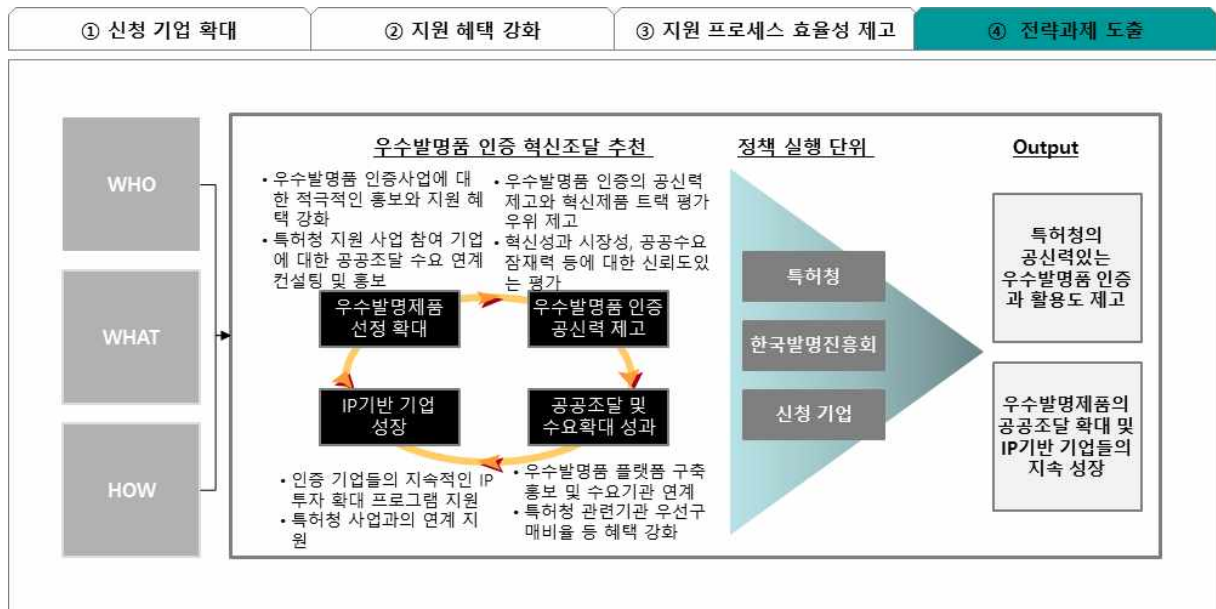 ① 신청 기업 확대
② 지원 혜택 강화
③ 지원 프로세스 효율성 제고
④ 전략과제 도출
WHO
WHAT
HOW
우수발명품 인증 혁신조달 추천
• 우수발명품 인증사업에 대
한 적극적인 홍보와 지원 혜
택 강화
• 특허청 지원 사업 참여 기업
에 대한 공공조달 수요 연계
컨설팅 및 홍보
• 우수발명품 인증의 공신력
제고와 혁신제품 트랙 평가
우위 제고
• 혁신성과 시장성, 공공수요
잠재력 등에 대한 신뢰도있
는 평가
우수발명제품
선정 확대
우수발명품 인증
공신력 제고
IP기반 기업
성장
공공조달 및
수요확대 성과
• 인증 기업들의 지속적인 IP
투자 확대 프로그램 지원
• 특허청 사업과의 연계 지
원
• 우수발명품 플랫폼 구축
홍보 및 수요기관 연계
• 특허청 관련기관 우선구
매비율 등 혜택 강화
정책 실행 단위
특허청
한국발명진흥회
신청 기업
Output
특허청의
공신력있는
우수발명품 인증
과 활용도 제고
우수발명제품의
공공조달 확대 및
IP기반 기업들의
지속 성장